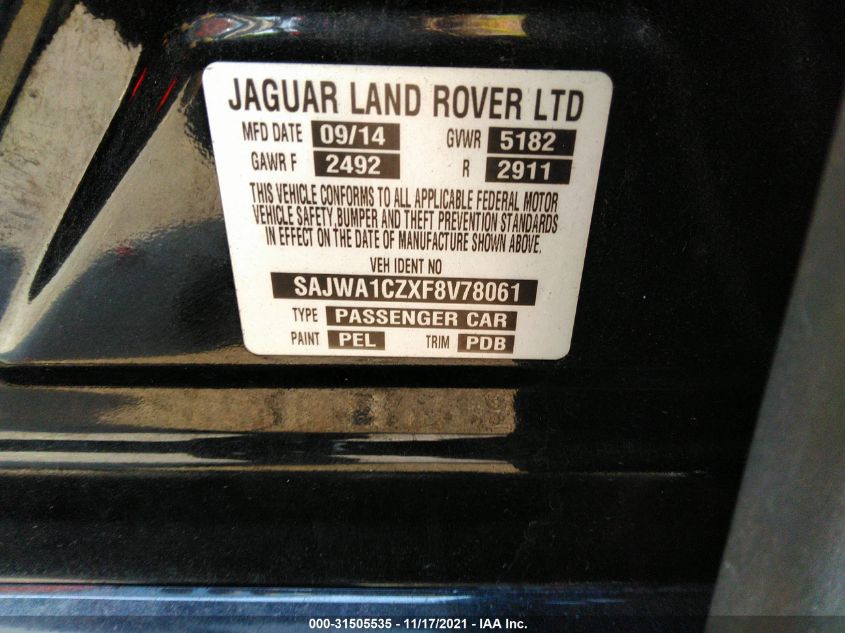 JAGUAR LAND ROVER LTD
MFD DATE 09/14 GVWR 5182
GAWR F 2492 R 2911
THIS VEHICLE CONFORMS TO ALL APPLICABLE FEDERAL MOTOR
VEHICLE SAFETY, BUMPER AND THEFT PREVENTION STANDARDS
IN EFFECT ON THE DATE OF MANUFACTURE SHOWN ABOVE.
VEH IDENT NO
SAJWA1CZXF8V78061
TYPE PASSENGER CAR
PAINT PEL TRIM PDB
000-31505535 - 11/17/2021 - IAA Inc.